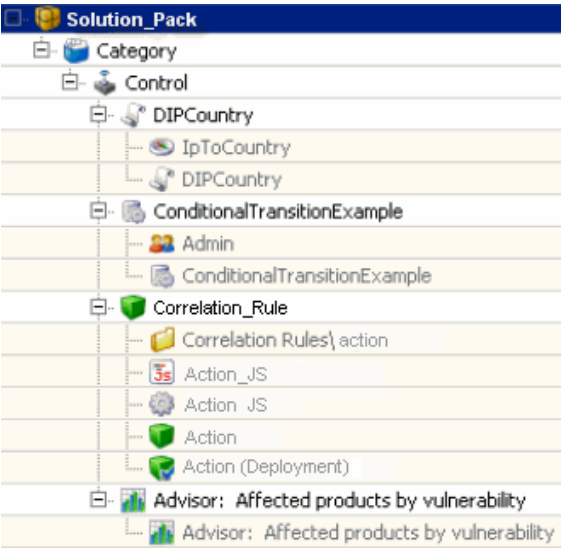 Solution_Pack
Category
Control
DIPCountry
IpToCountry
DIPCountry
ConditionalTransitionExample
Admin
ConditionalTransitionExample
Correlation_Rule
Correlation Rules\ action
Js Action_JS
Action JS
Action
Action (Deployment)
Advisor: Affected products by vulnerability
Advisor: Affected products by vulnerability